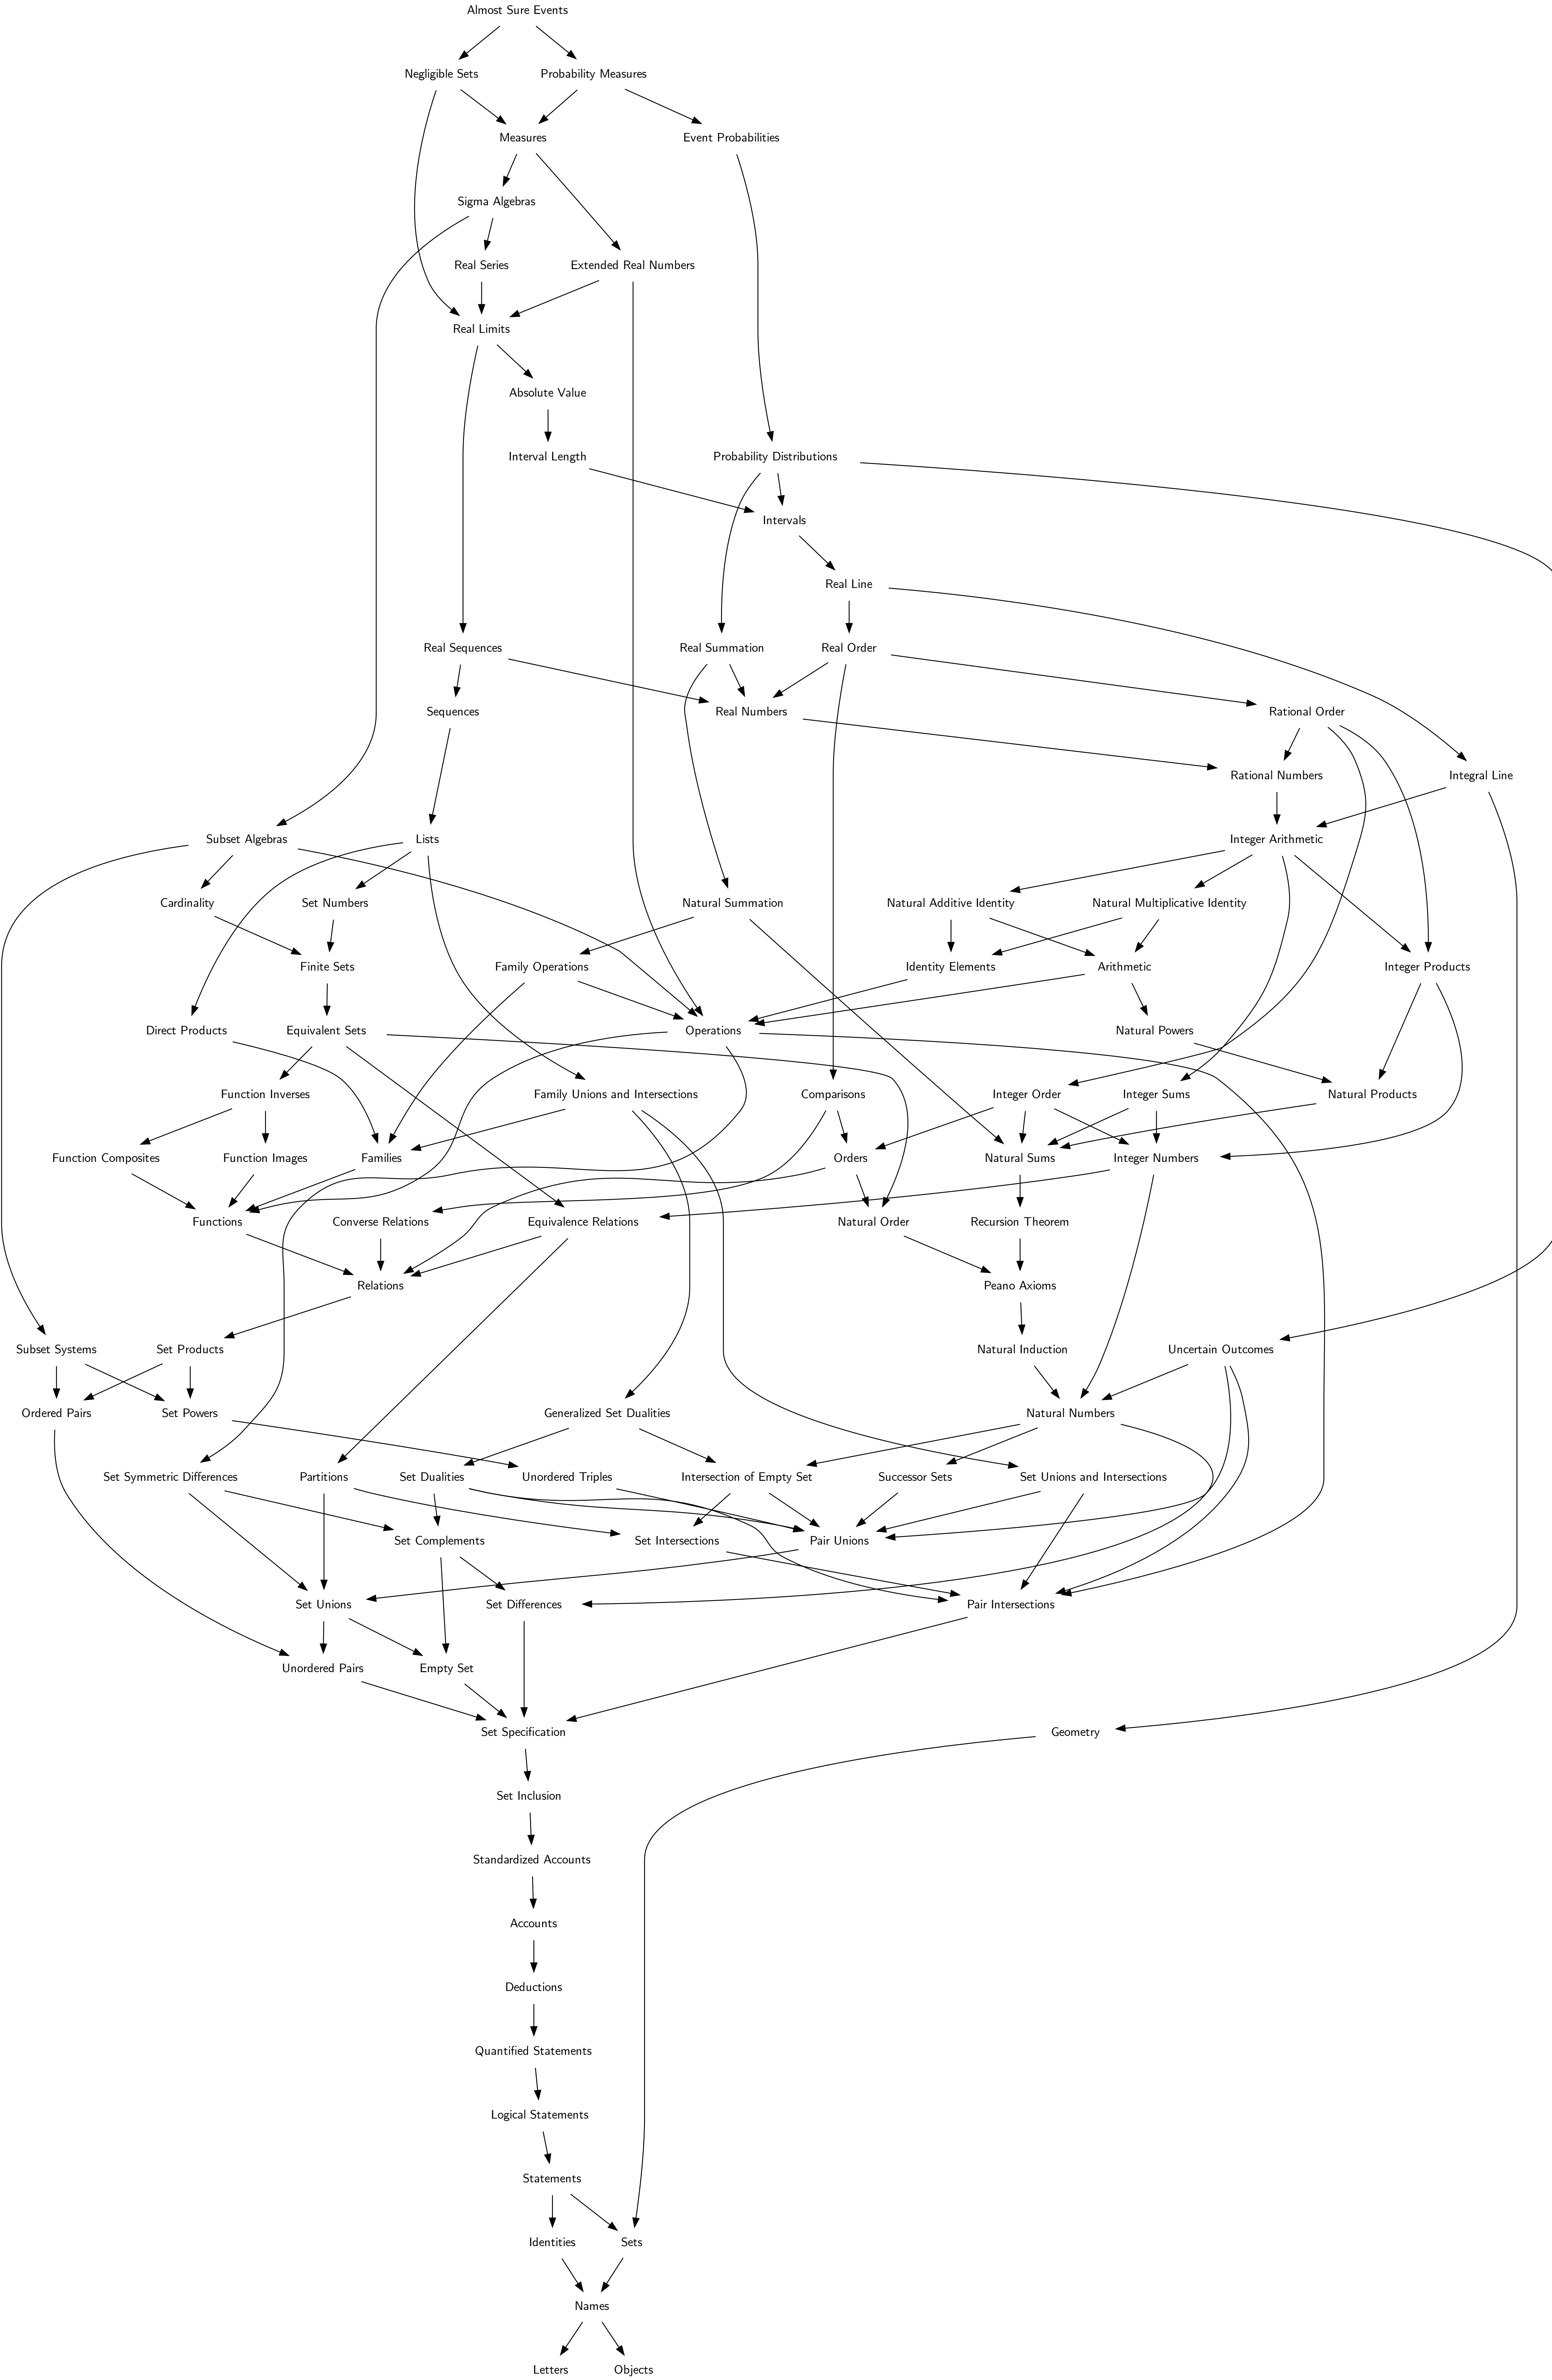 Almost Sure Events
Negligible Sets
Probability Measures
Measures
Event Probabilities
Sigma Algebras
Real Series
Extended Real Numbers
Real Limits
Absolute Value
Interval Length
Probability Distributions
Intervals
Real Line
Real Sequences
Real Summation
Real Order
Sequences
Real Numbers
Rational Order
Rational Numbers
Integral Line
Subset Algebras
Lists
Integer Arithmetic
Cardinality
Set Numbers
Natural Summation
Natural Additive Identity
Natural Multiplicative Identity
Finite Sets
Family Operations
Identity Elements
Arithmetic
Integer Products
Direct Products
Equivalent Sets
Operations
Natural Powers
Function Inverses
Family Unions and Intersections
Comparisons
Integer Order
Integer Sums
Natural Products
Function Composites
Function Images
Families
Orders
Natural Sums
Integer Numbers
Functions
Converse Relations
Equivalence Relations
Natural Order
Recursion Theorem
Relations
Peano Axioms
Subset Systems
Set Products
Natural Induction
Uncertain Outcomes
Ordered Pairs
Set Powers
Generalized Set Dualities
Natural Numbers
Set Symmetric Differences
Partitions
Set Dualities
Unordered Triples
Intersection of Empty Set
Successor Sets
Set Unions and Intersections
Set Complements
Set Intersections
Pair Unions
Set Unions
Set Differences
Pair Intersections
Unordered Pairs
Empty Set
Set Specification
Geometry
Set Inclusion
Standardized Accounts
Accounts
Deductions
Quantified Statements
Logical Statements
Statements
Identities
Sets
Names
Letters
Objects